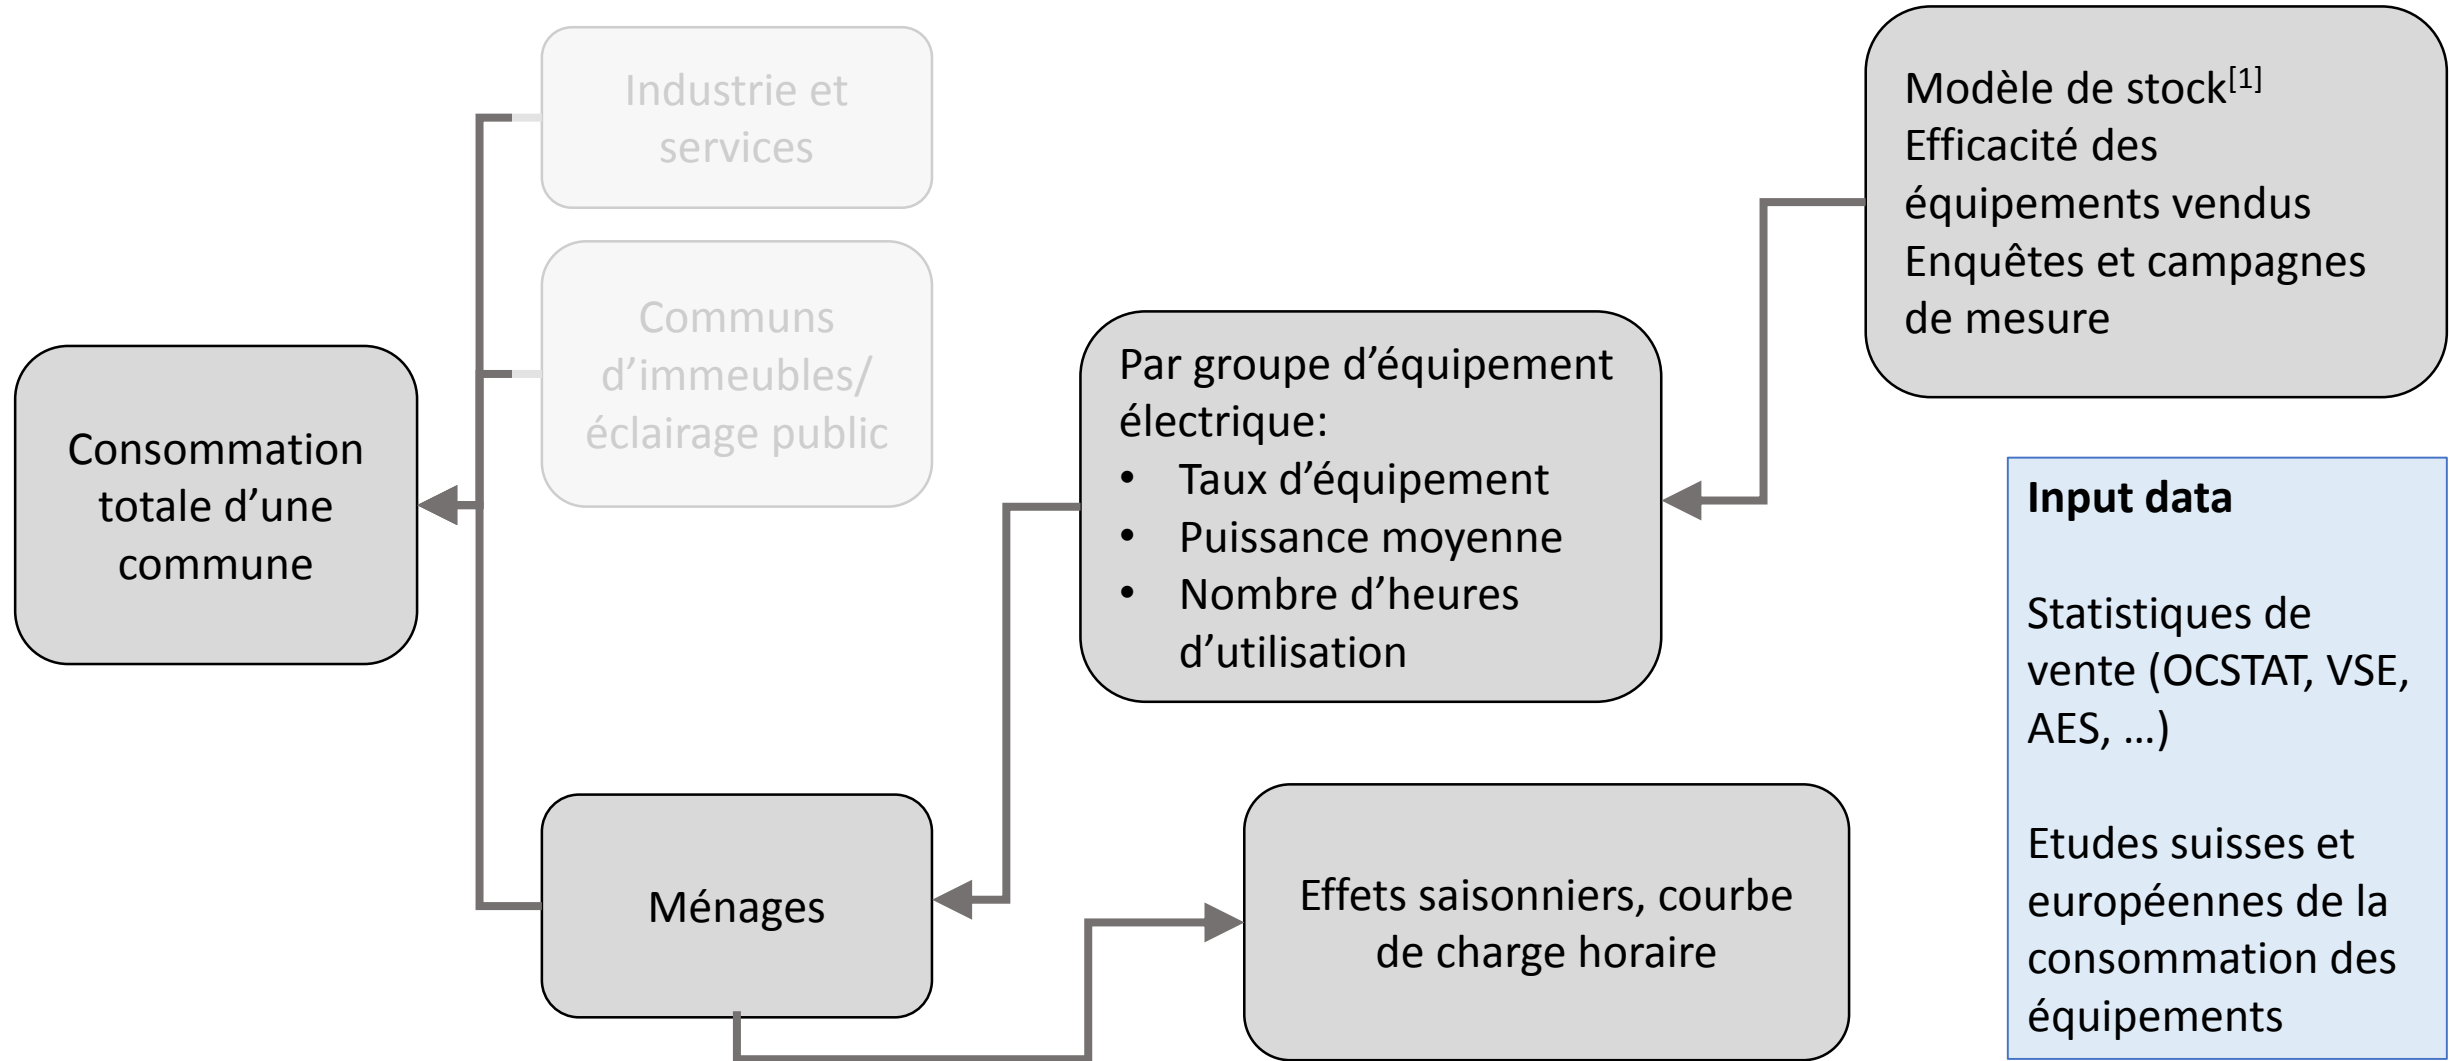 Industrie et
services
Communs
d’immeubles/
éclairage public
Consommation
totale d’une
commune
Ménages
Par groupe d’équipement
électrique:
• Taux d’équipement
• Puissance moyenne
• Nombre d’heures
d’utilisation
Effets saisonniers, courbe
de charge horaire
Modèle de stock[1]
Efficacité des
équipements vendus
Enquêtes et campagnes
de mesure
Input data
Statistiques de
vente (OCSTAT, VSE,
AES, …)
Etudes suisses et
européennes de la
consommation des
équipements